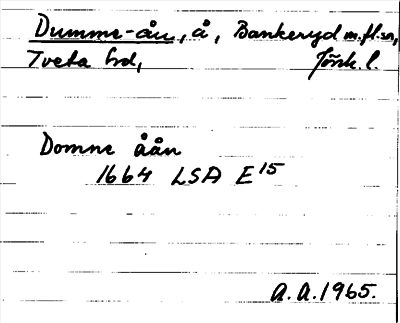 Dumme-ån, å, Bankeryd m.fl. sn,
Tveta hd, Jönk. l.
Domne åån
1664 LSA E15
A.A. 1965.